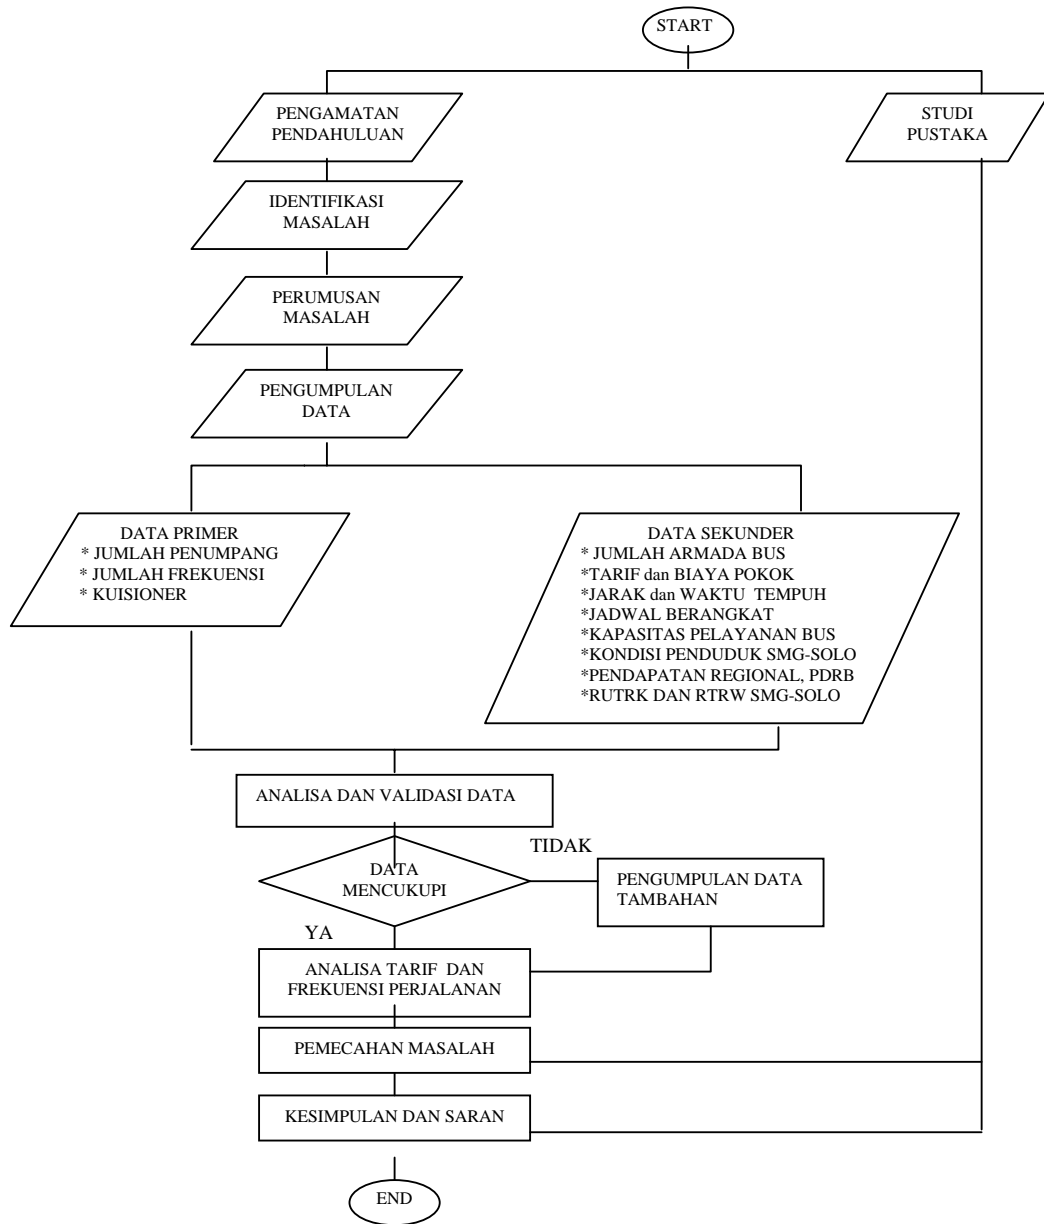 START
PENGAMATAN
PENDAHULUAN
STUDI
PUSTAKA
IDENTIFIKASI
MASALAH
PERUMUSAN
MASALAH
PENGUMPULAN
DATA
DATA PRIMER
* JUMLAH PENUMPANG
* JUMLAH FREKUENSI
* KUISIONER
DATA SEKUNDER
* JUMLAH ARMADA BUS
*TARIF dan BIAYA POKOK
*JARAK dan WAKTU TEMPUH
*JADWAL BERANGKAT
*KAPASITAS PELAYANAN BUS
*KONDISI PENDUDUK SMG-SOLO
*PENDAPATAN REGIONAL, PDRB
*RUTRK DAN RTRW SMG-SOLO
ANALISA DAN VALIDASI DATA
DATA
MENCUKUPI
TIDAK
PENGUMPULAN DATA
TAMBAHAN
YA
ANALISA TARIF DAN
FREKUENSI PERJALANAN
PEMECAHAN MASALAH
KESIMPULAN DAN SARAN
END